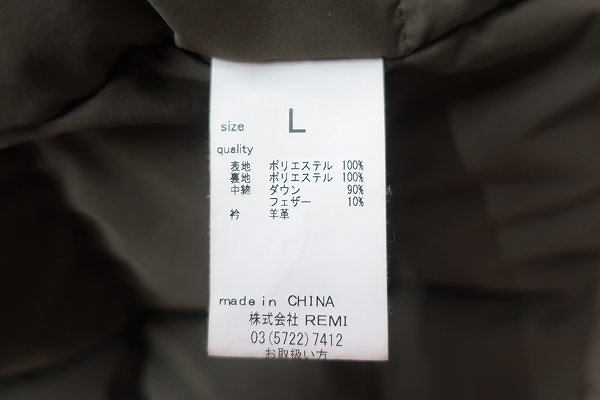 size L
quality
表地 ポリエステル 100%
裏地 ポリエステル 100%
中綿 ダウン 90%
フェザー 10%
衿 羊革
made in CHINA
株式会社 REMI
03(5722)7412
お取扱い方